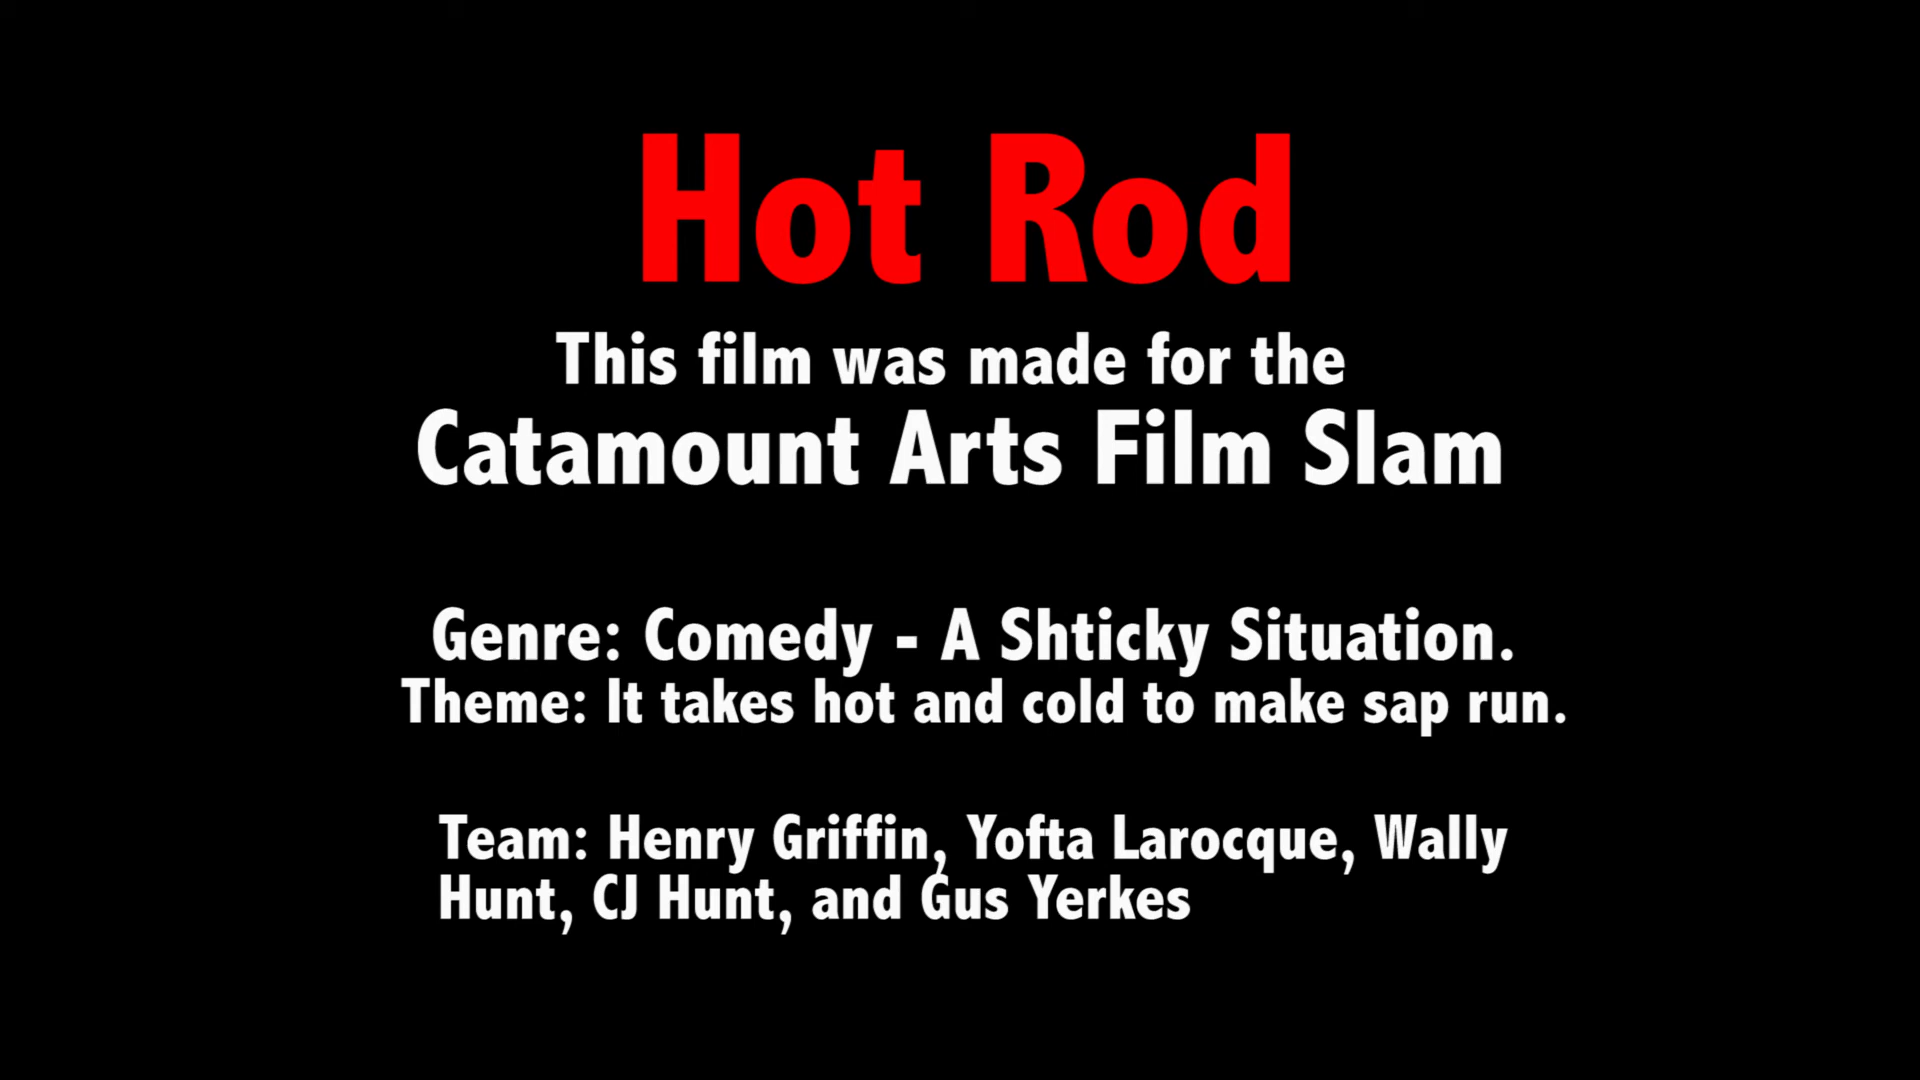 Hot Rod
This film was made for the
Catamount Arts Film Slam
Genre: Comedy - A Shticky Situation.
Theme: It takes hot and cold to make sap run.
Team: Henry Griffin, Yofta Larocque, Wally
Hunt, CJ Hunt, and Gus Yerkes